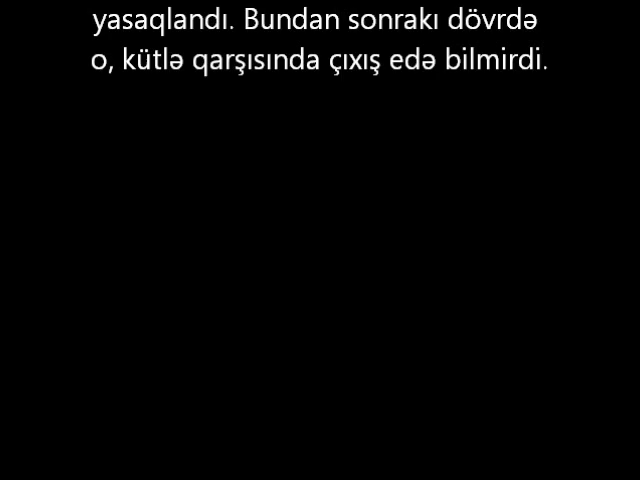 yasaqlandı. Bundan sonrakı dövrdə
o, kütlə qarşısında çıxış edə bilmirdi.